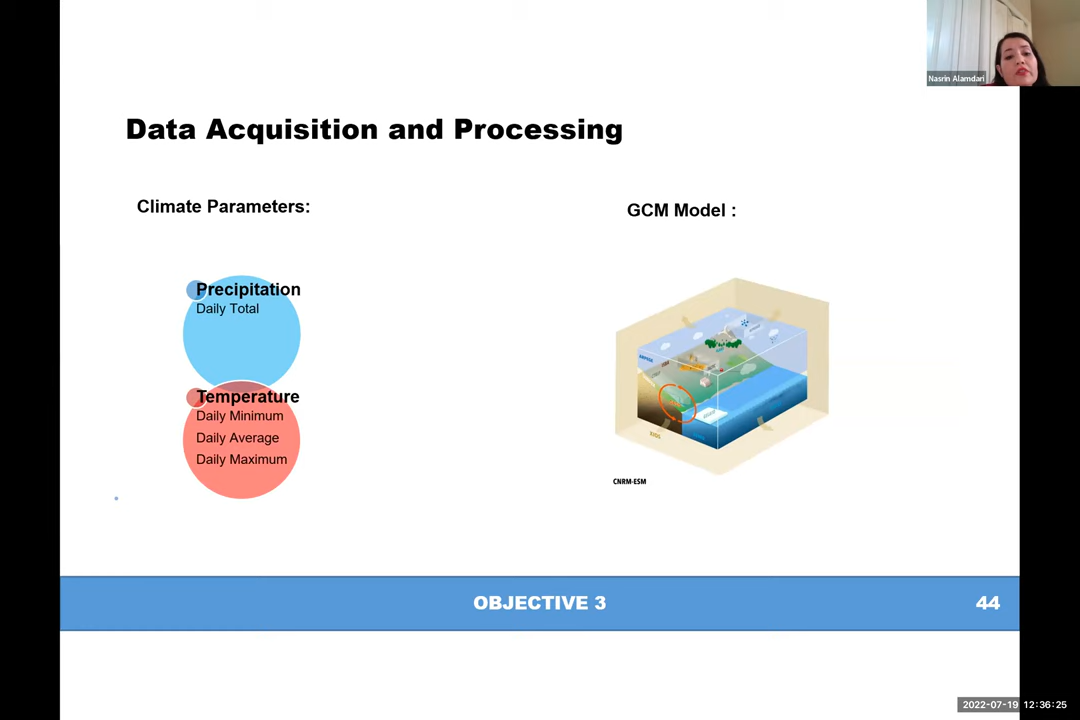 Nasrin Alamdari
Data Acquisition and Processing
Climate Parameters:
GCM Model :
Precipitation
Daily Total
Temperature
Daily Minimum
Daily Average
Daily Maximum
CNRM-ESM
OBJECTIVE 3
44
2022-07-19 12:36:25